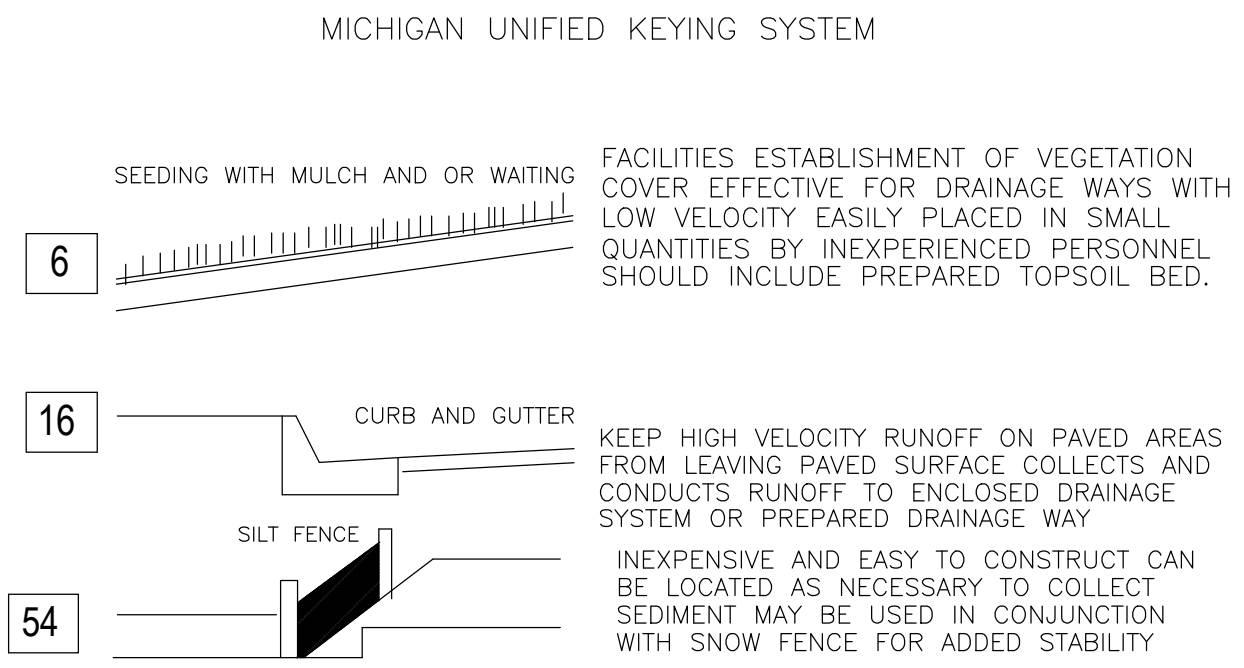 MICHIGAN UNIFIED KEYING SYSTEM
6
SEEDING WITH MULCH AND OR WAITING
FACILITIES ESTABLISHMENT OF VEGETATION
COVER EFFECTIVE FOR DRAINAGE WAYS WITH
LOW VELOCITY EASILY PLACED IN SMALL
QUANTITIES BY INEXPERIENCED PERSONNEL
SHOULD INCLUDE PREPARED TOPSOIL BED.
16
CURB AND GUTTER
KEEP HIGH VELOCITY RUNOFF ON PAVED AREAS
FROM LEAVING PAVED SURFACE COLLECTS AND
CONDUCTS RUNOFF TO ENCLOSED DRAINAGE
SYSTEM OR PREPARED DRAINAGE WAY
54
SILT FENCE
INEXPENSIVE AND EASY TO CONSTRUCT CAN
BE LOCATED AS NECESSARY TO COLLECT
SEDIMENT MAY BE USED IN CONJUNCTION
WITH SNOW FENCE FOR ADDED STABILITY